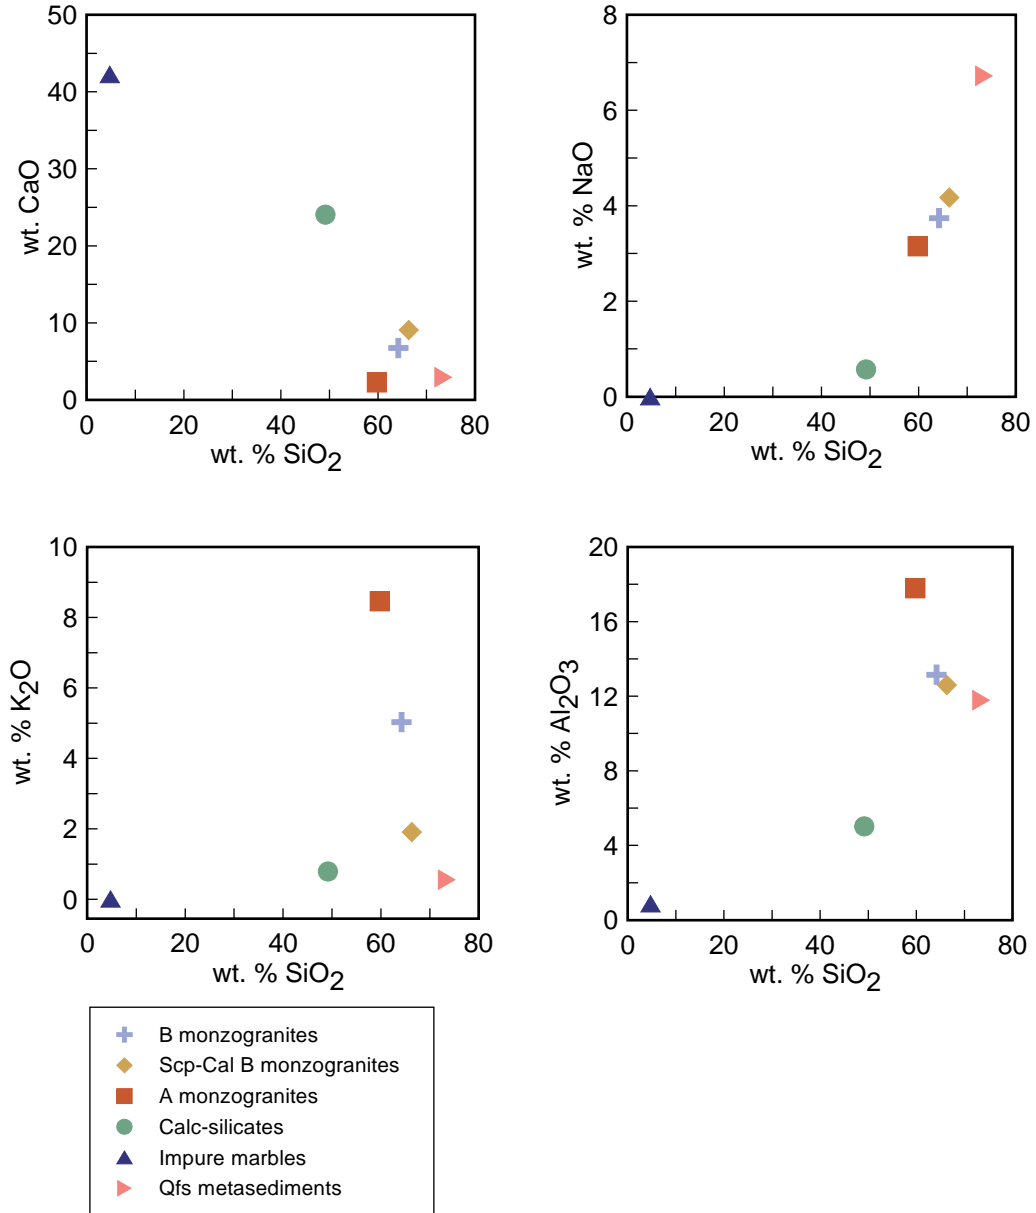 50
40
30
20
10
0
wt. CaO
0 20 40 60 80
wt. % SiO2
8
6
4
2
0
wt. % NaO
0 20 40 60 80
wt. % SiO2
10
8
6
4
2
0
wt. % K2O
0 20 40 60 80
wt. % SiO2
20
16
12
8
4
0
wt. % Al2O3
0 20 40 60 80
wt. % SiO2
B monzogranites
Scp-Cal B monzogranites
A monzogranites
Calc-silicates
Impure marbles
Qfs metasediments